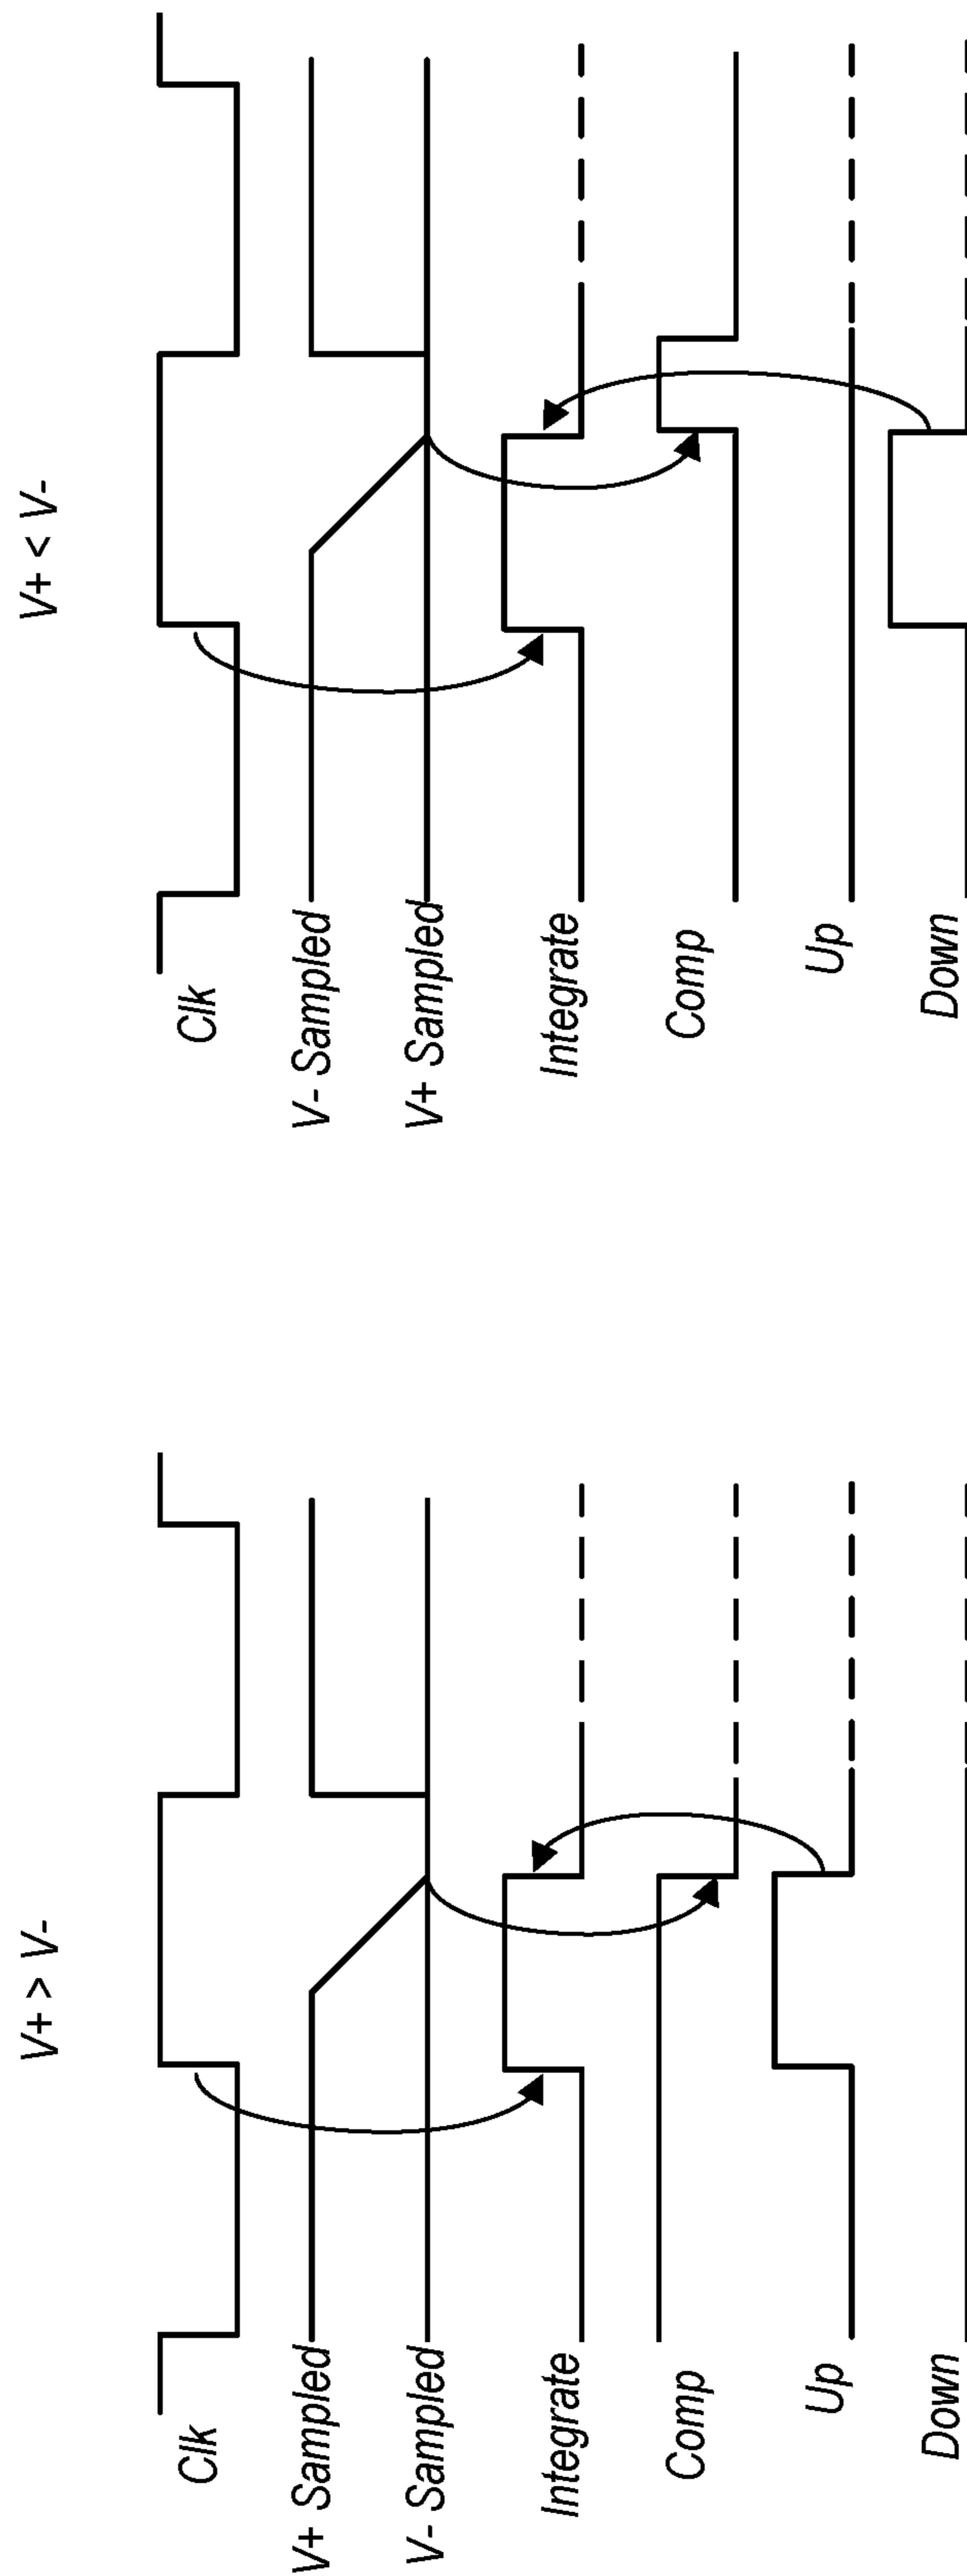 V+ > V-
Clk
V+ Sampled
V- Sampled
Integrate
Comp
Up
Down
V+ < V-
Clk
V- Sampled
V+ Sampled
Integrate
Comp
Up
Down